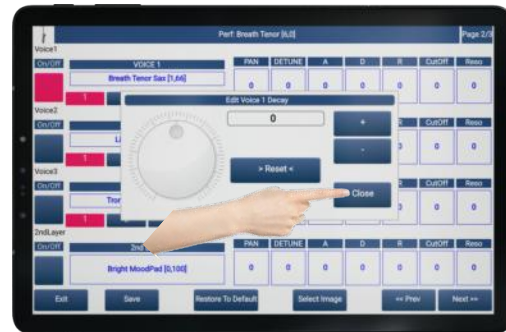 Perf: Breath Tenor [6,0] Page 2/3
Voice1
On/Off VOICE 1 PAN DETUNE A D R CutOff Reso
Breath Tenor Sax [1,66] 0 0 0 0 0 0 0
1
Edit Voice 1 Decay
0 +
-
> Reset <
Close
Voice2
On/Off R CutOff Reso
0 0
1
Voice3
On/Off R CutOff Reso
0 0
1
2ndLayer
On/Off PAN DETUNE A D R CutOff Reso
Bright MoodPad [0,100] 0 0 0 0 0 0 0
Exit Save Restore To Default Select Image << Prev Next >>